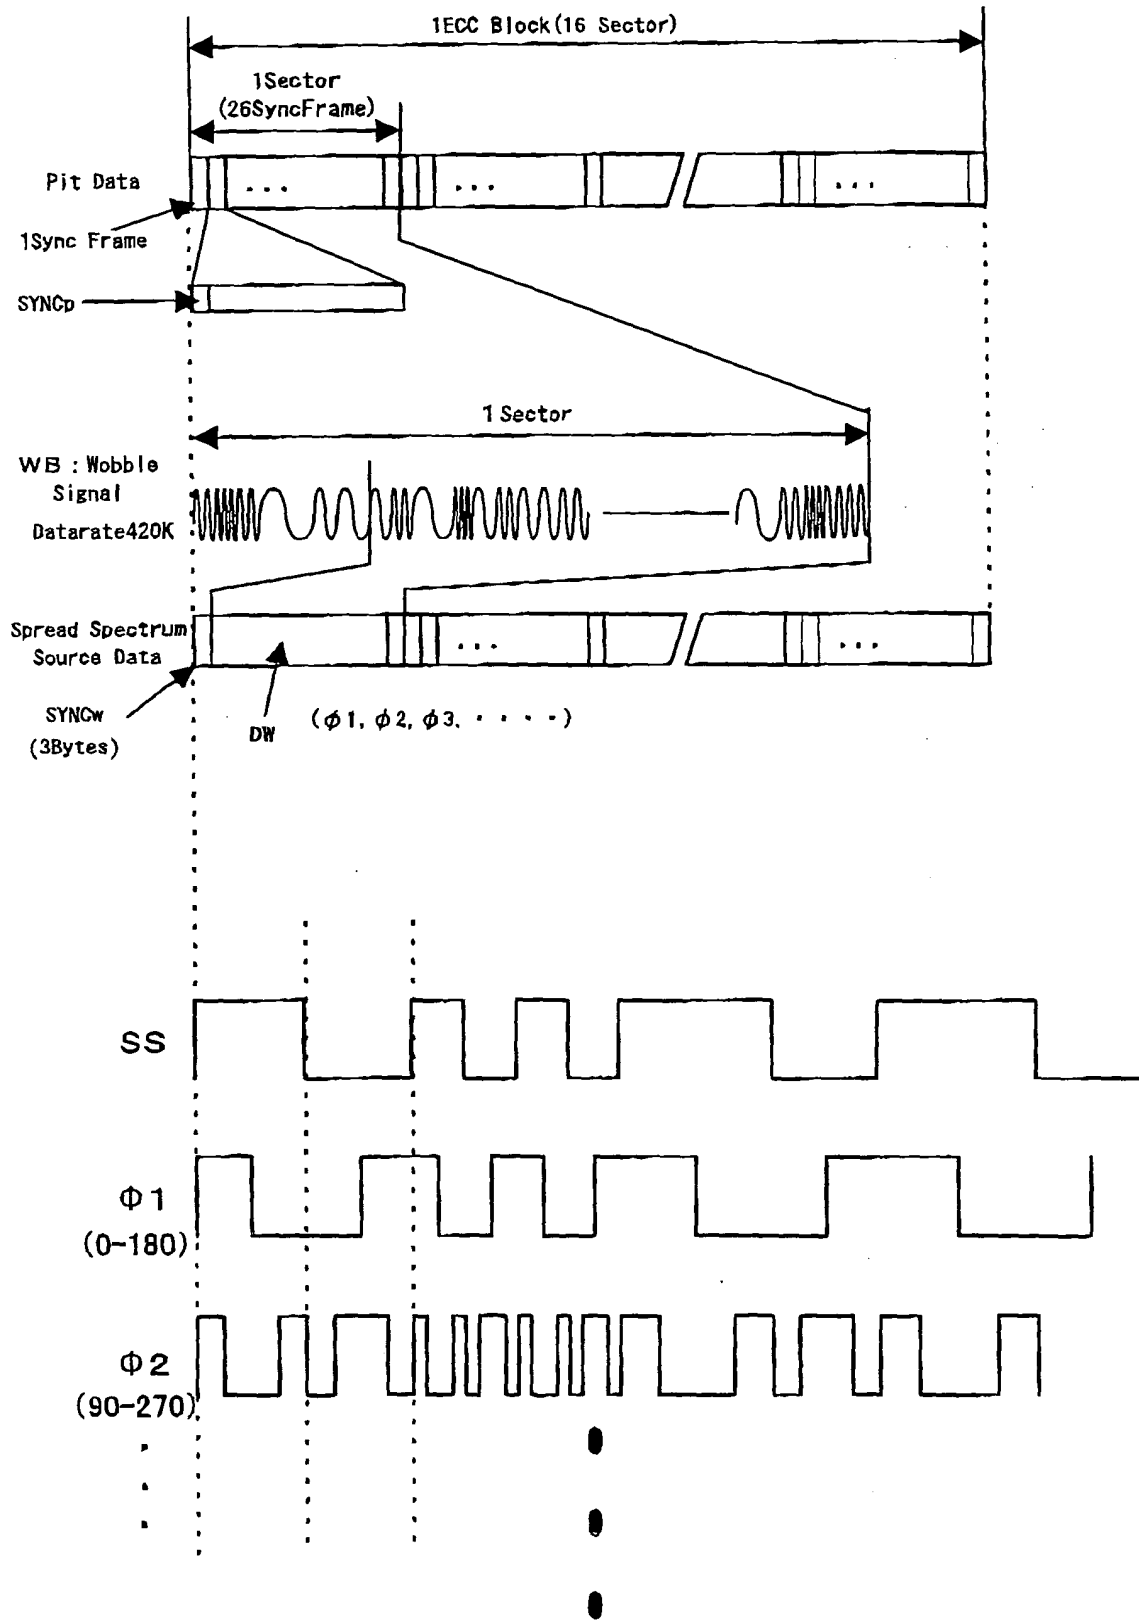 1ECC Block(16 Sector)
1Sector
(26SyncFrame)
Pit Data
1Sync Frame
SYNCp
1 Sector
WB : Wobble
Signal
Datarate420K
Spread Spectrum
Source Data
SYNCw
(3Bytes)
DW
(φ1, φ2, φ3, ・・・・)
SS
Φ1
(0-180)
Φ2
(90-270)